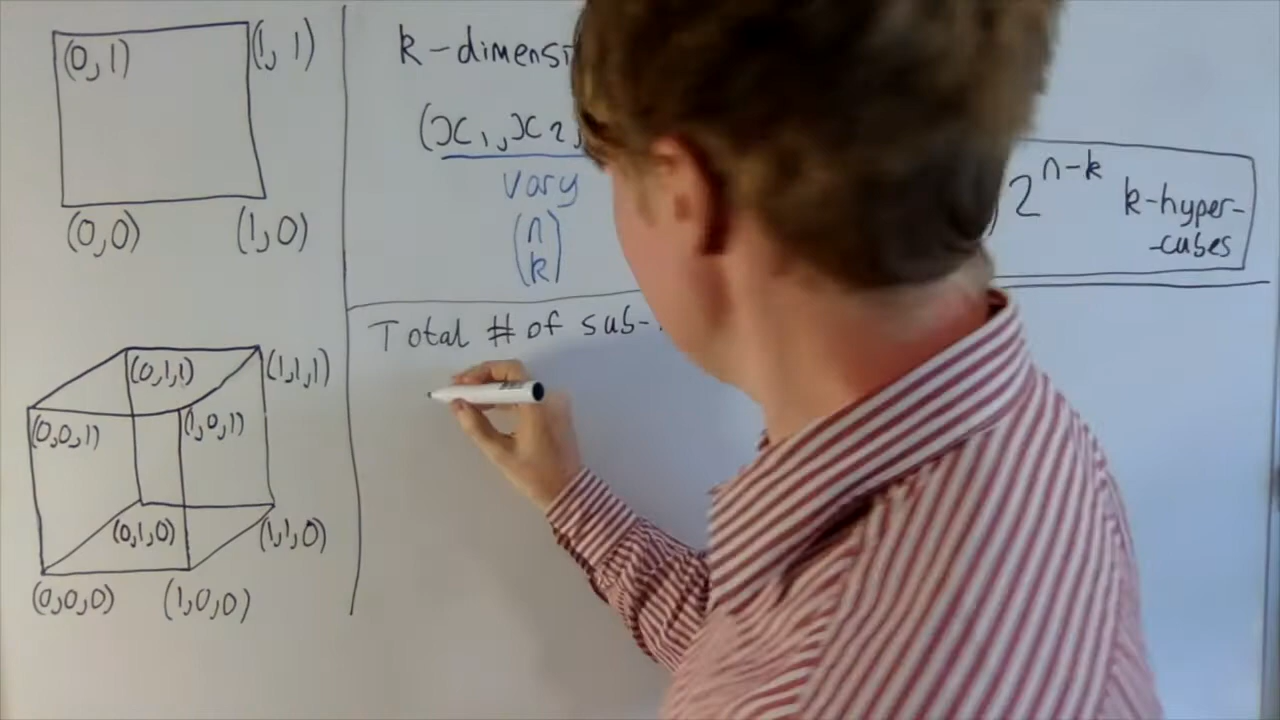 (0,1)
(1,1)
(0,0)
(1,0)
(0,1,1)
(1,1,1)
(0,0,1)
(1,0,1)
(0,1,0)
(1,1,0)
(0,0,0)
(1,0,0)
k-dimensi
(x₁,x₂,
vary
(n
k)
2^{n-k} k-hyper-
-cubes
Total # of sub-